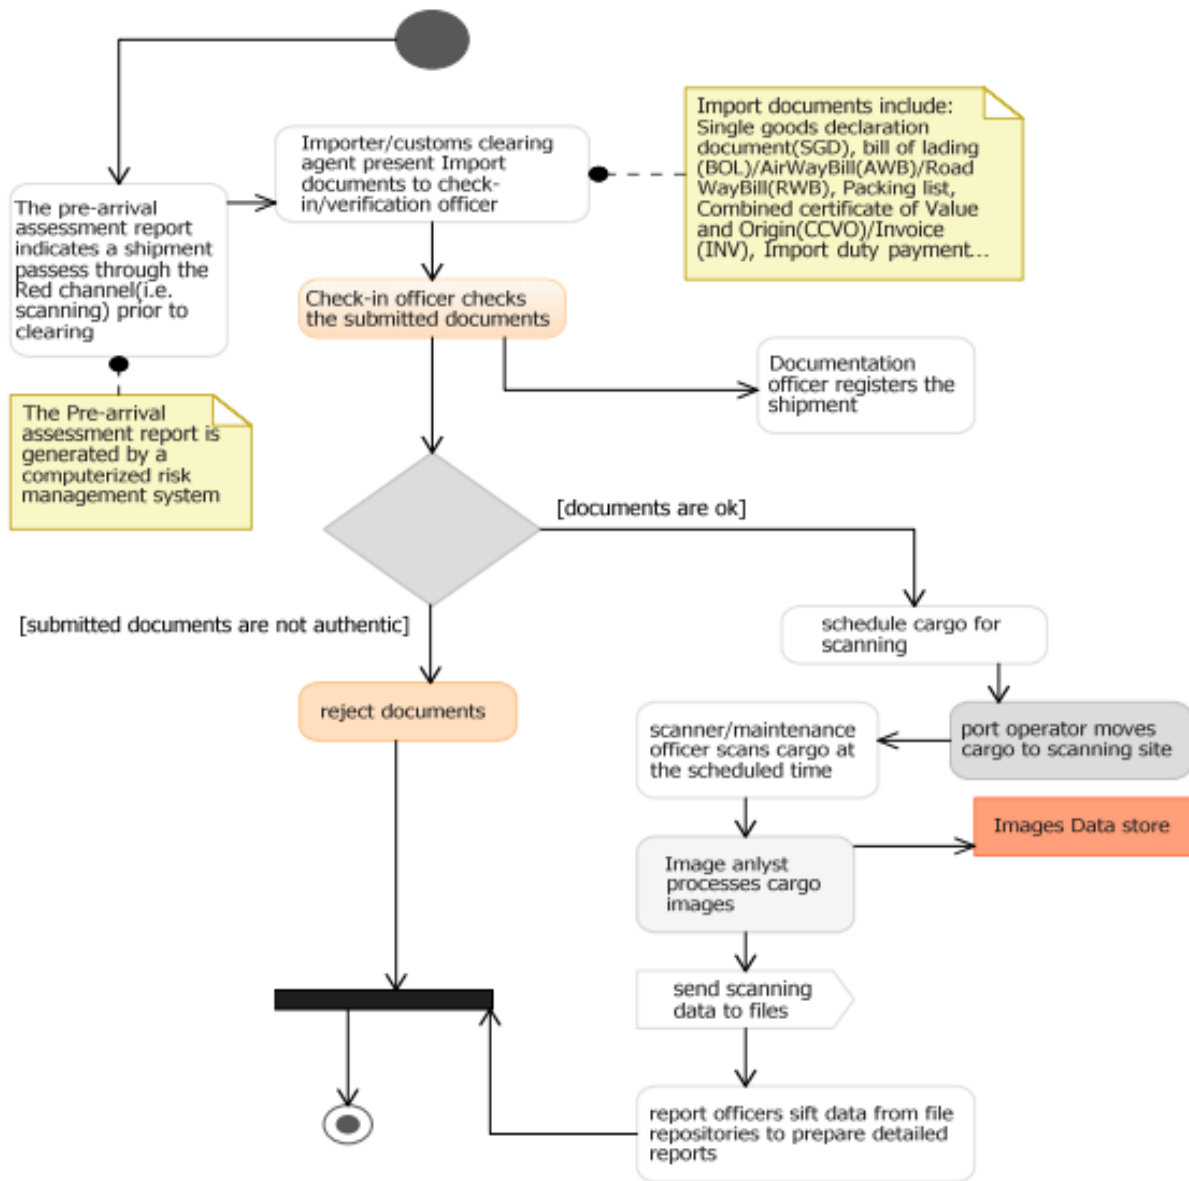 Importer/customs clearing
agent present Import
documents to check-
in/verification officer
Import documents include:
Single goods declaration
document(SGD), bill of lading
(BOL)/AirWayBill(AWB)/Road
WayBill(RWB), Packing list,
Combined certificate of Value
and Origin(CCVO)/Invoice
(INV), Import duty payment...
The pre-arrival
assessment report
indicates a shipment
passess through the
Red channel(i.e.
scanning) prior to
clearing
Check-in officer checks
the submitted documents
Documentation
officer registers the
shipment
The Pre-arrival
assessment report is
generated by a
computerized risk
management system
[documents are ok]
[submitted documents are not authentic]
schedule cargo for
scanning
reject documents
port operator moves
cargo to scanning site
scanner/maintenance
officer scans cargo at
the scheduled time
Images Data store
Image anlyst
processes cargo
images
send scanning
data to files
report officers sift data from file
repositories to prepare detailed
reports